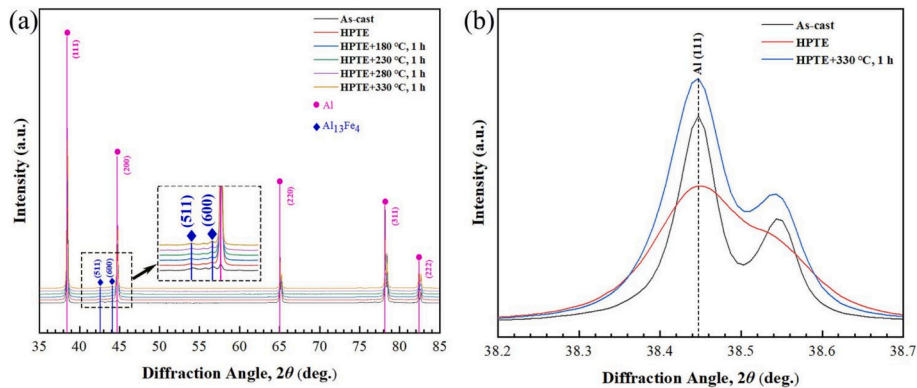 (a)
As-cast
HPTE
HPTE+180 °C, 1 h
HPTE+230 °C, 1 h
HPTE+280 °C, 1 h
HPTE+330 °C, 1 h
Al
Al13Fe4
(111)
(200)
(220)
(311)
(222)
(511)
(600)
(511)
(600)
Intensity (a.u.)
35 40 45 50 55 60 65 70 75 80 85
Diffraction Angle, 2θ (deg.)
(b)
As-cast
HPTE
HPTE+330 °C, 1 h
Al (111)
Intensity (a.u.)
38.2 38.3 38.4 38.5 38.6 38.7
Diffraction Angle, 2θ (deg.)